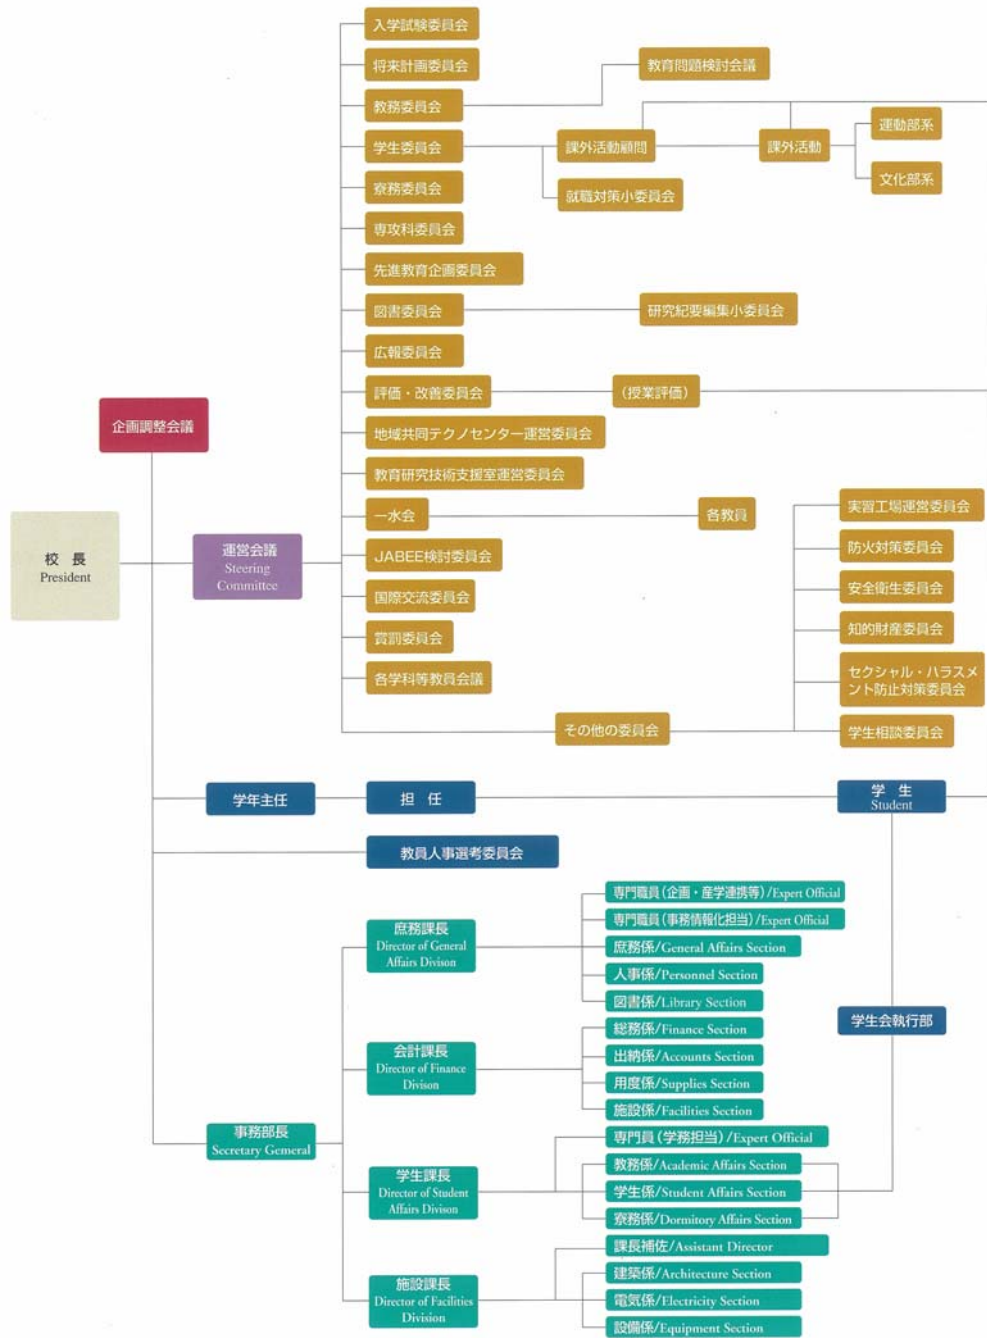 入学試験委員会
将来計画委員会
教務委員会
教育問題検討会議
学生委員会
課外活動顧問
課外活動
運動部系
文化部系
就職対策小委員会
寮務委員会
専攻科委員会
先進教育企画委員会
図書委員会
研究紀要編集小委員会
広報委員会
評価・改善委員会
(授業評価)
地域共同テクノセンター運営委員会
教育研究技術支援室運営委員会
一水会
各教員
JABEE検討委員会
国際交流委員会
賞罰委員会
各学科等教員会議
その他の委員会
実習工場運営委員会
防火対策委員会
安全衛生委員会
知的財産委員会
セクシャル・ハラスメ
ント防止対策委員会
学生相談委員会
企画調整会議
校 長
President
運営会議
Steering
Committee
学年主任
担 任
学 生
Student
教員人事選考委員会
庶務課長
Director of General
Affairs Divison
専門職員(企画・産学連携等)/Expert Official
専門職員(事務情報化担当)/Expert Official
庶務係/General Affairs Section
人事係/Personnel Section
図書係/Library Section
学生会執行部
会計課長
Director of Finance
Divison
総務係/Finance Section
出納係/Accounts Section
用度係/Supplies Section
施設係/Facilities Section
事務部長
Secretary Gemeral
学生課長
Director of Student
Affairs Divison
専門員(学務担当)/Expert Official
教務係/Academic Affairs Section
学生係/Student Affairs Section
寮務係/Dormitory Affairs Section
施設課長
Director of Facilities
Division
課長補佐/Assistant Director
建築係/Architecture Section
電気係/Electricity Section
設備係/Equipment Section